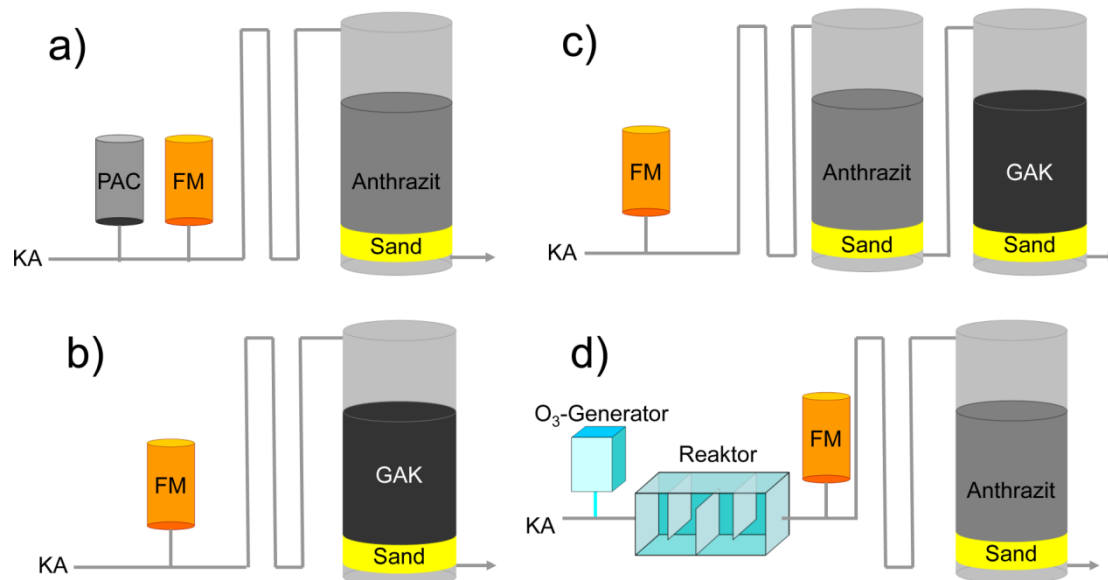 a)
PAC
FM
Anthrazit
Sand
KA
c)
FM
Anthrazit
GAK
Sand
Sand
KA
b)
FM
GAK
Sand
KA
d)
O₃-Generator
Reaktor
FM
Anthrazit
Sand
KA